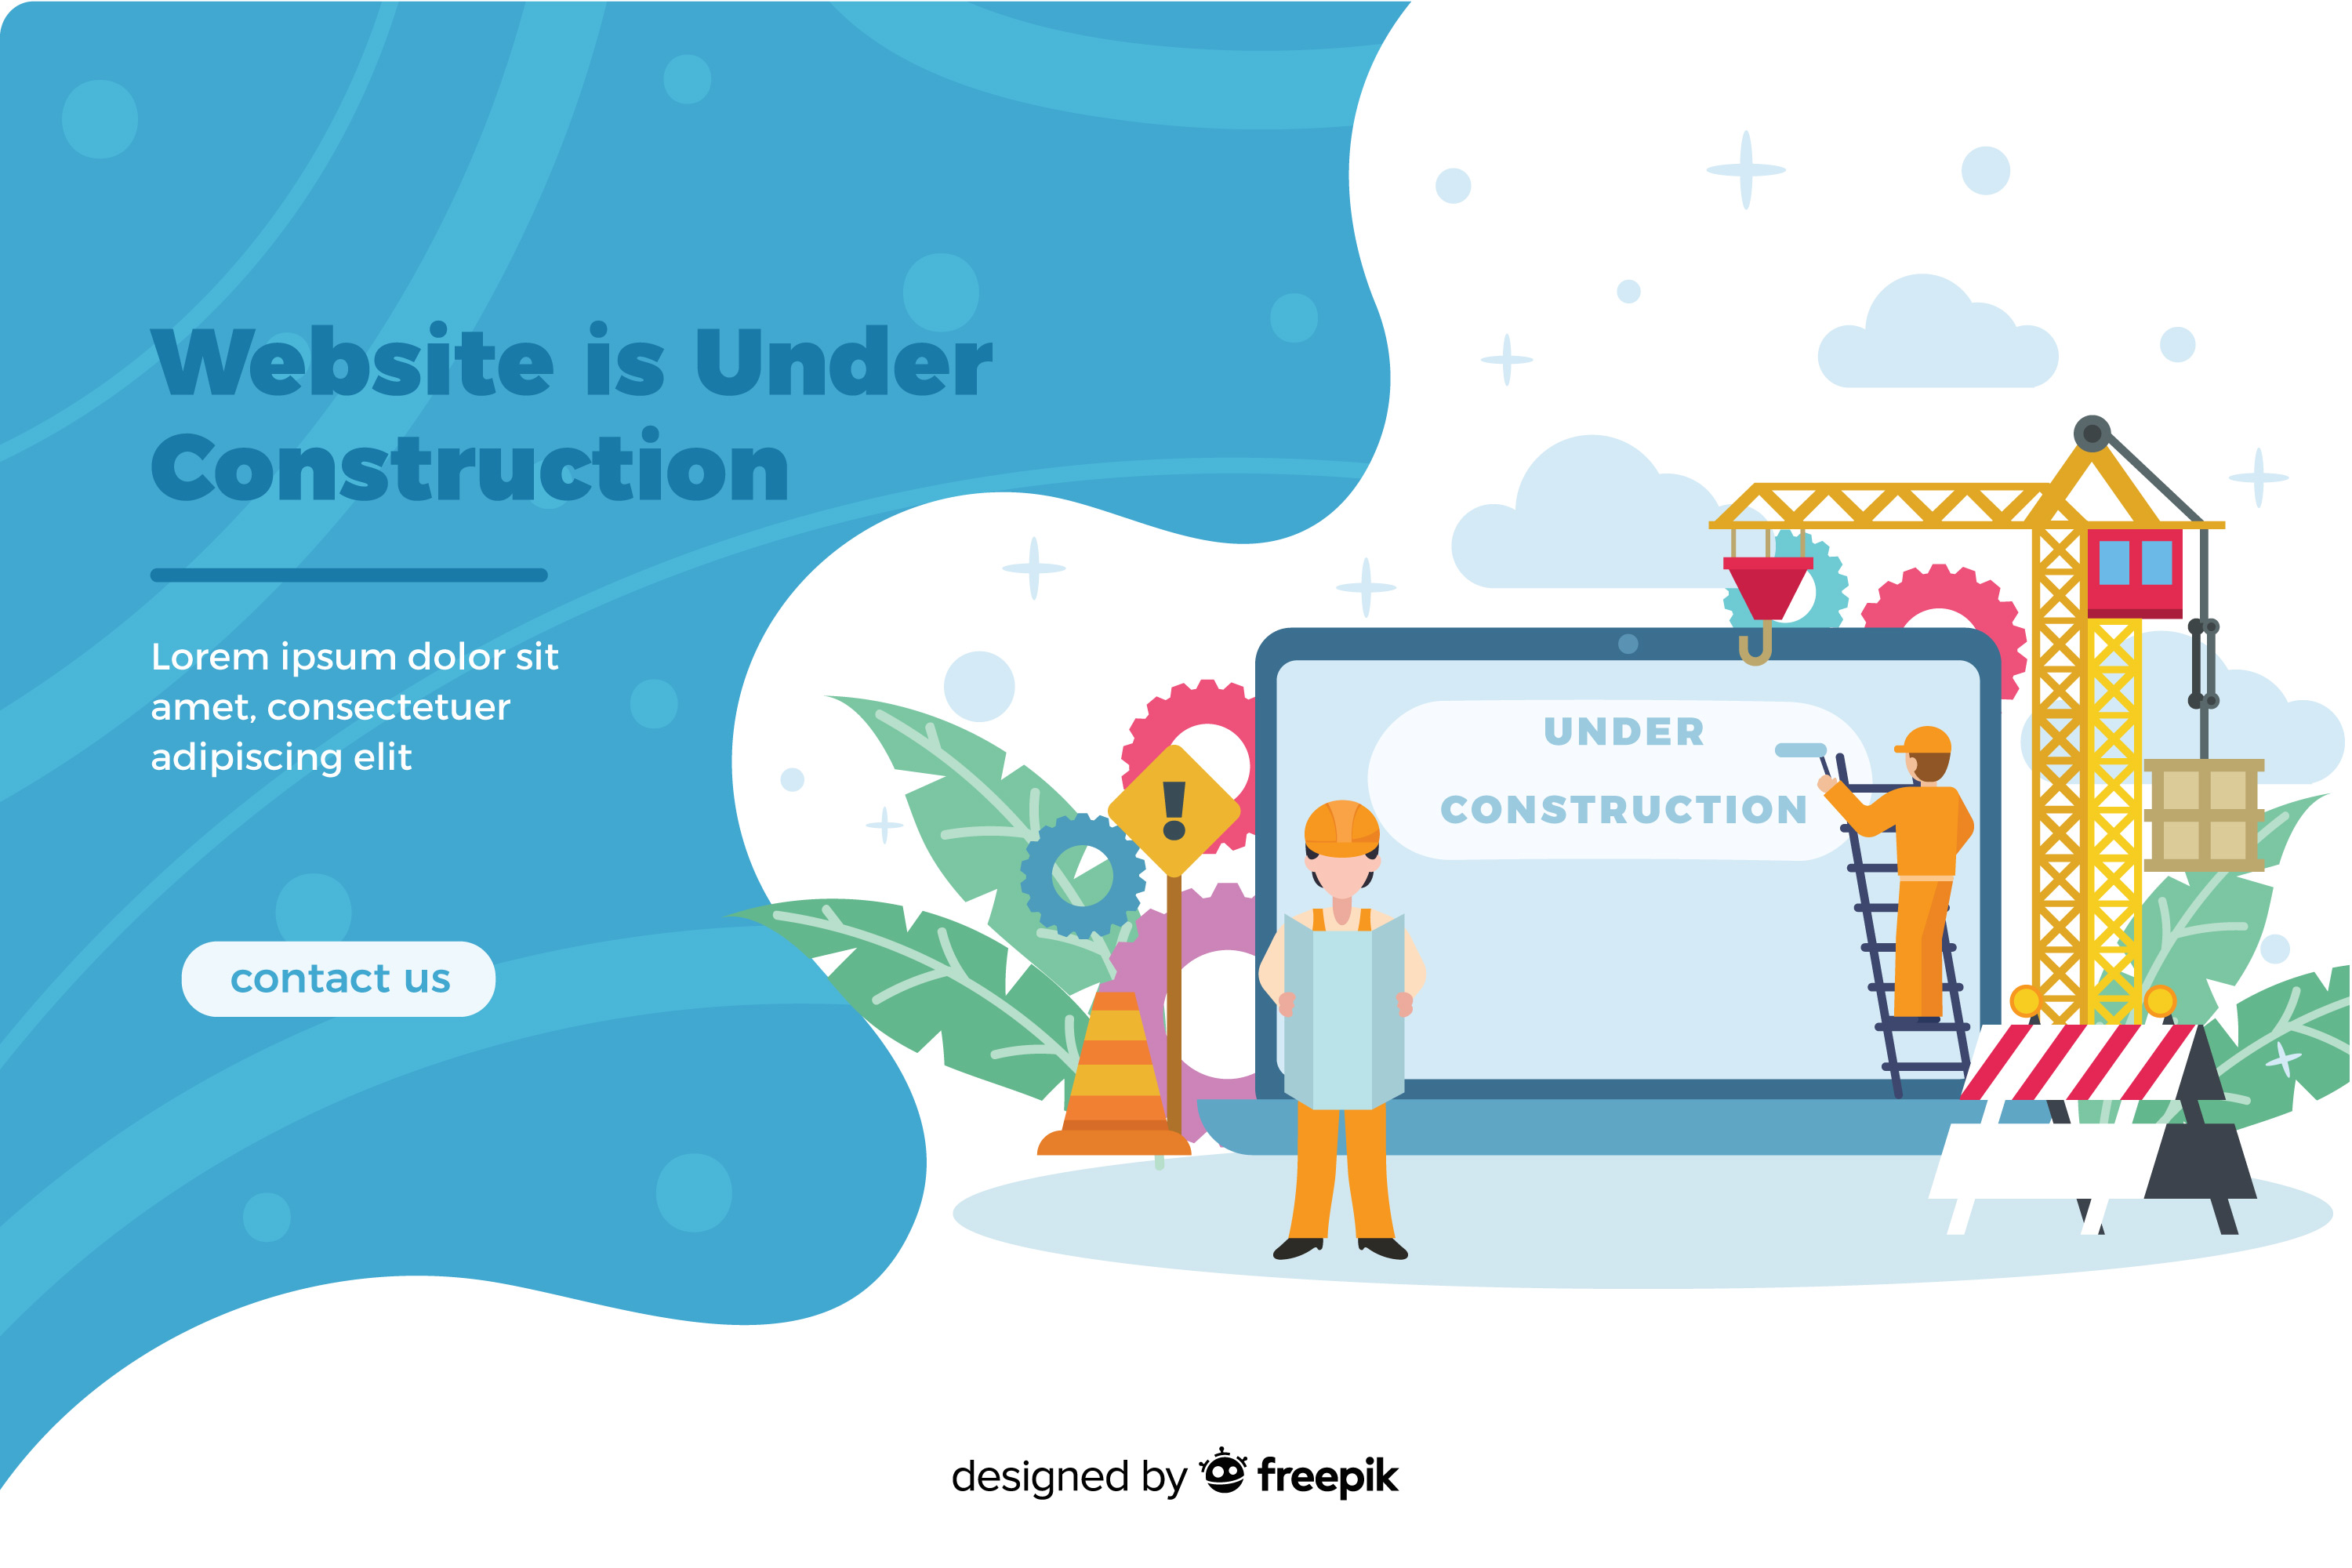 Website is Under
Construction
Lorem ipsum dolor sit
amet, consectetuer
adipiscing elit
contact us
UNDER
CONSTRUCTION
!
designed by freepik